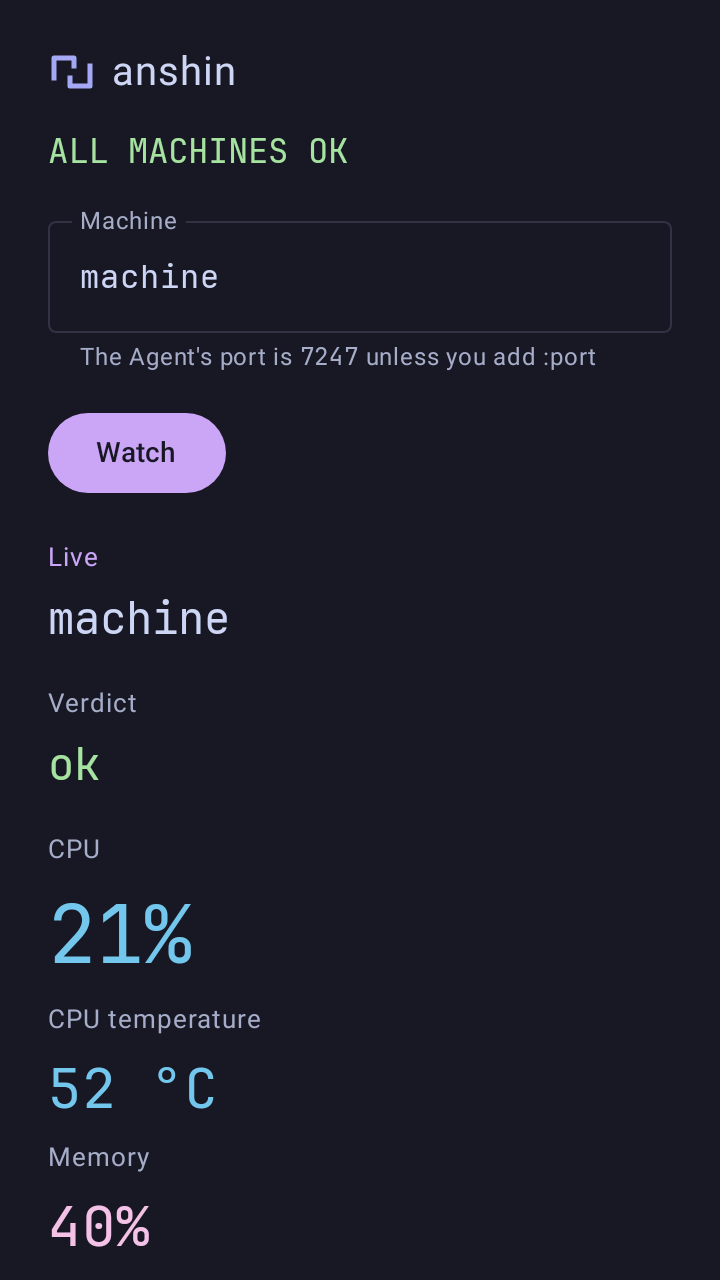 anshin
ALL MACHINES OK
Machine
machine
The Agent's port is 7247 unless you add :port
Watch
Live
machine
Verdict
ok
CPU
21%
CPU temperature
52 °C
Memory
40%